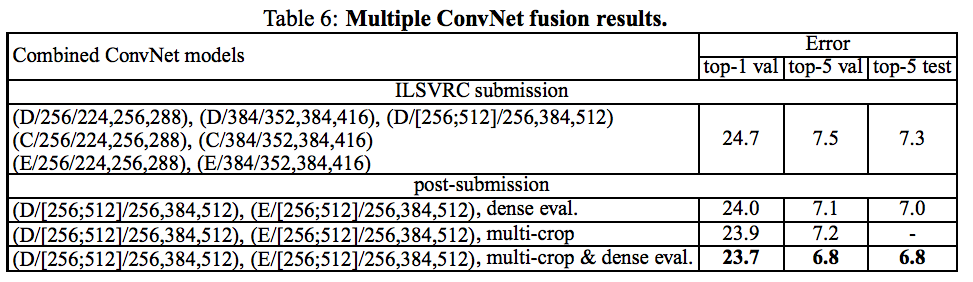 Table 6: Multiple ConvNet fusion results.
Combined ConvNet models
Error
top-1 val top-5 val top-5 test
ILSVRC submission
(D/256/224,256,288), (D/384/352,384,416), (D/[256;512]/256,384,512)
(C/256/224,256,288), (C/384/352,384,416)
(E/256/224,256,288), (E/384/352,384,416)
24.7 7.5 7.3
post-submission
(D/[256;512]/256,384,512), (E/[256;512]/256,384,512), dense eval. 24.0 7.1 7.0
(D/[256;512]/256,384,512), (E/[256;512]/256,384,512), multi-crop 23.9 7.2 -
(D/[256;512]/256,384,512), (E/[256;512]/256,384,512), multi-crop & dense eval. 23.7 6.8 6.8